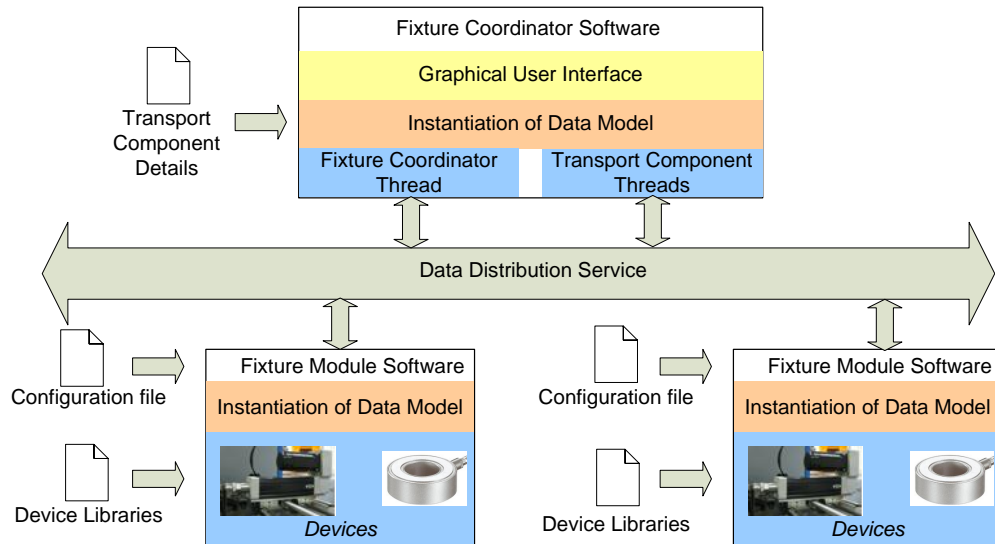 Fixture Coordinator Software
Graphical User Interface
Instantiation of Data Model
Transport
Component
Details
Fixture Coordinator
Thread
Transport Component
Threads
Data Distribution Service
Configuration file
Fixture Module Software
Instantiation of Data Model
Device Libraries
Devices
Configuration file
Fixture Module Software
Instantiation of Data Model
Device Libraries
Devices